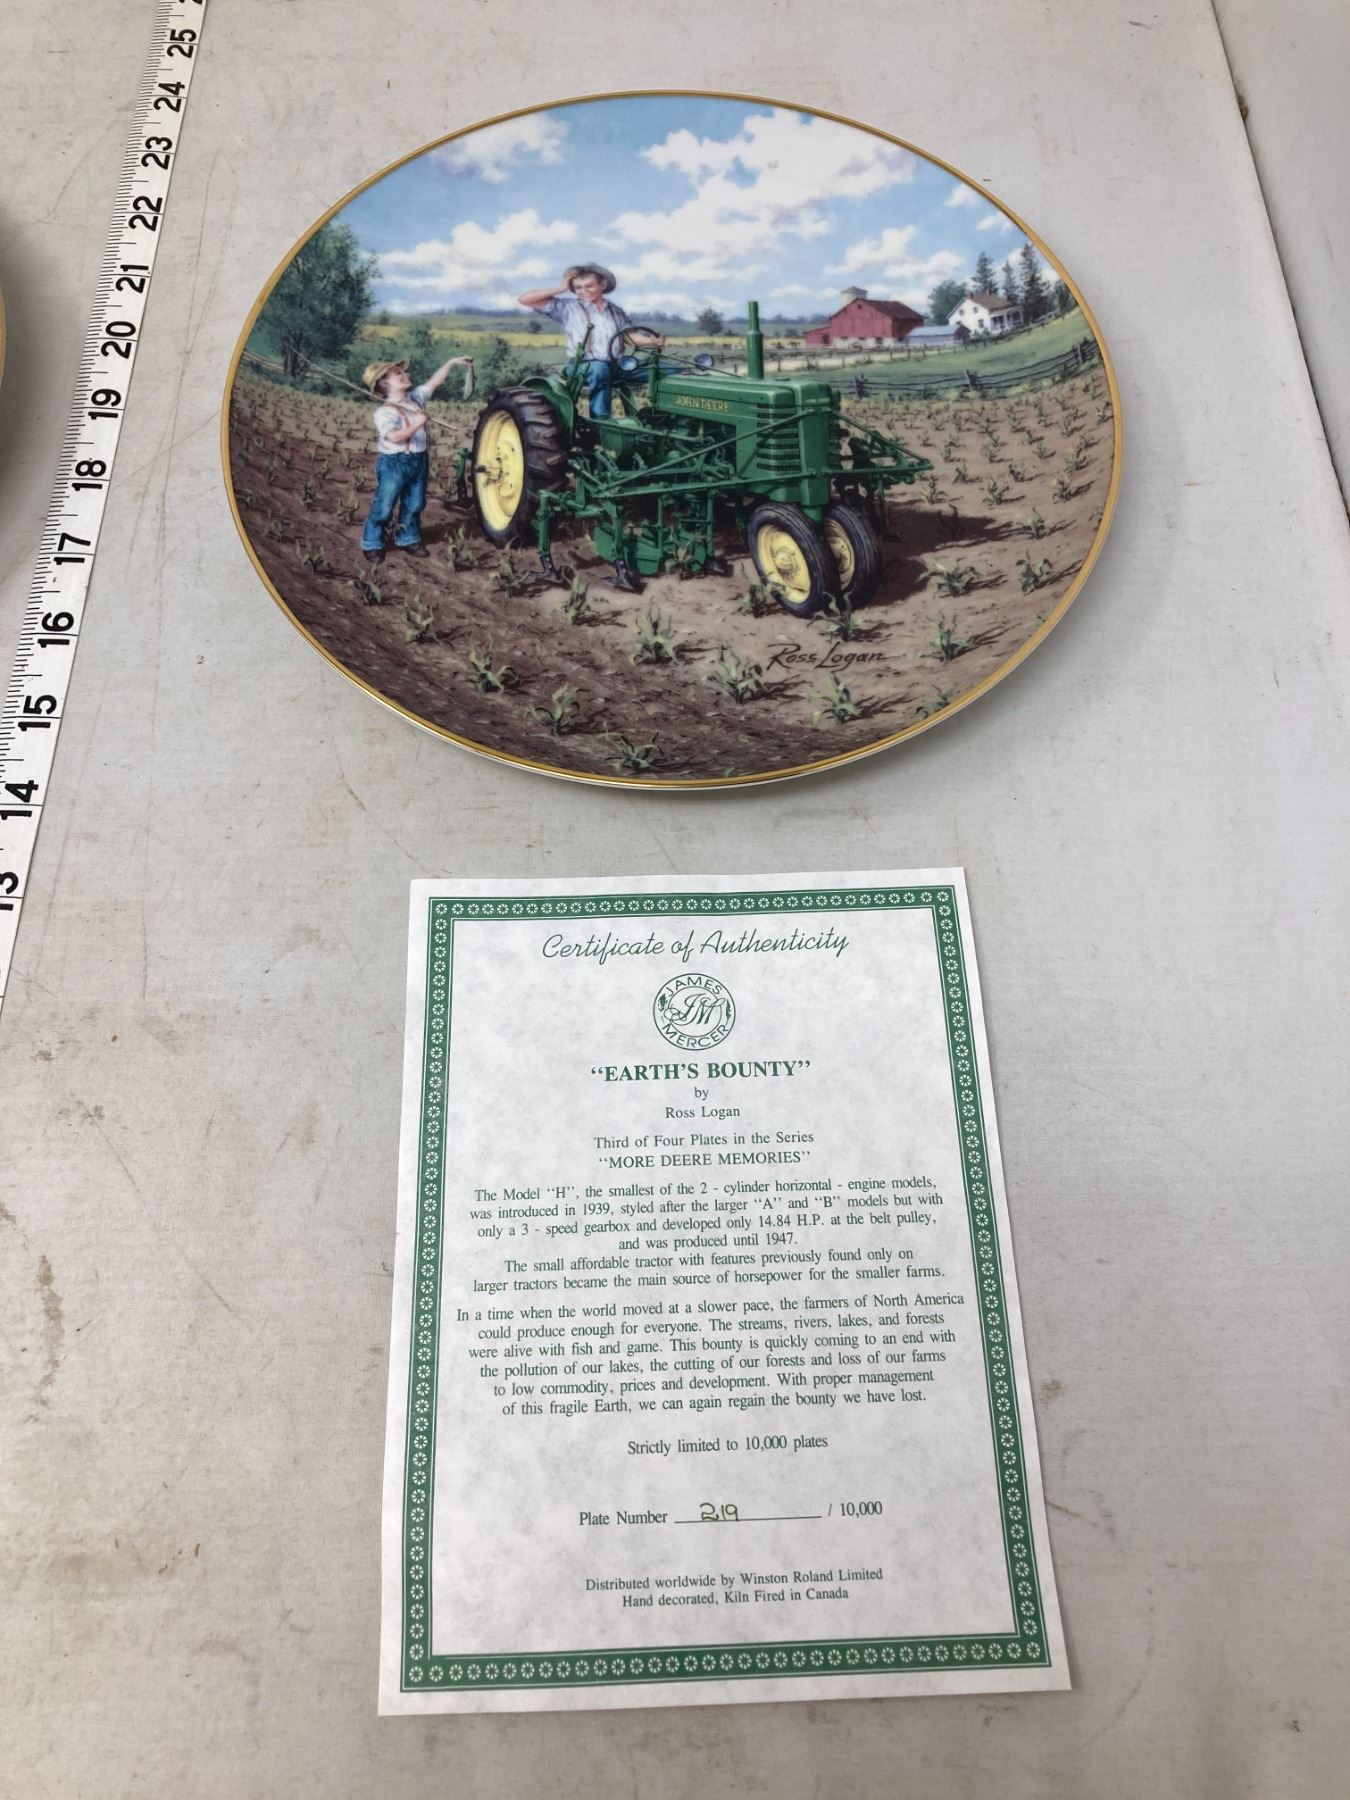 25
24
23
22
21
20
19
18
17
16
15
14
13
JOHN DEERE
Ross Logan
Certificate of Authenticity
JAMES
JM
MERCER
“EARTH’S BOUNTY”
by
Ross Logan
Third of Four Plates in the Series
“MORE DEERE MEMORIES”
The Model “H”, the smallest of the 2 - cylinder horizontal - engine models,
was introduced in 1939, styled after the larger “A” and “B” models but with
only a 3 - speed gearbox and developed only 14.84 H.P. at the belt pulley,
and was produced until 1947.
The small affordable tractor with features previously found only on
larger tractors became the main source of horsepower for the smaller farms.
In a time when the world moved at a slower pace, the farmers of North America
could produce enough for everyone. The streams, rivers, lakes, and forests
were alive with fish and game. This bounty is quickly coming to an end with
the pollution of our lakes, the cutting of our forests and loss of our farms
to low commodity, prices and development. With proper management
of this fragile Earth, we can again regain the bounty we have lost.
Strictly limited to 10,000 plates
Plate Number 219 / 10,000
Distributed worldwide by Winston Roland Limited
Hand decorated, Kiln Fired in Canada